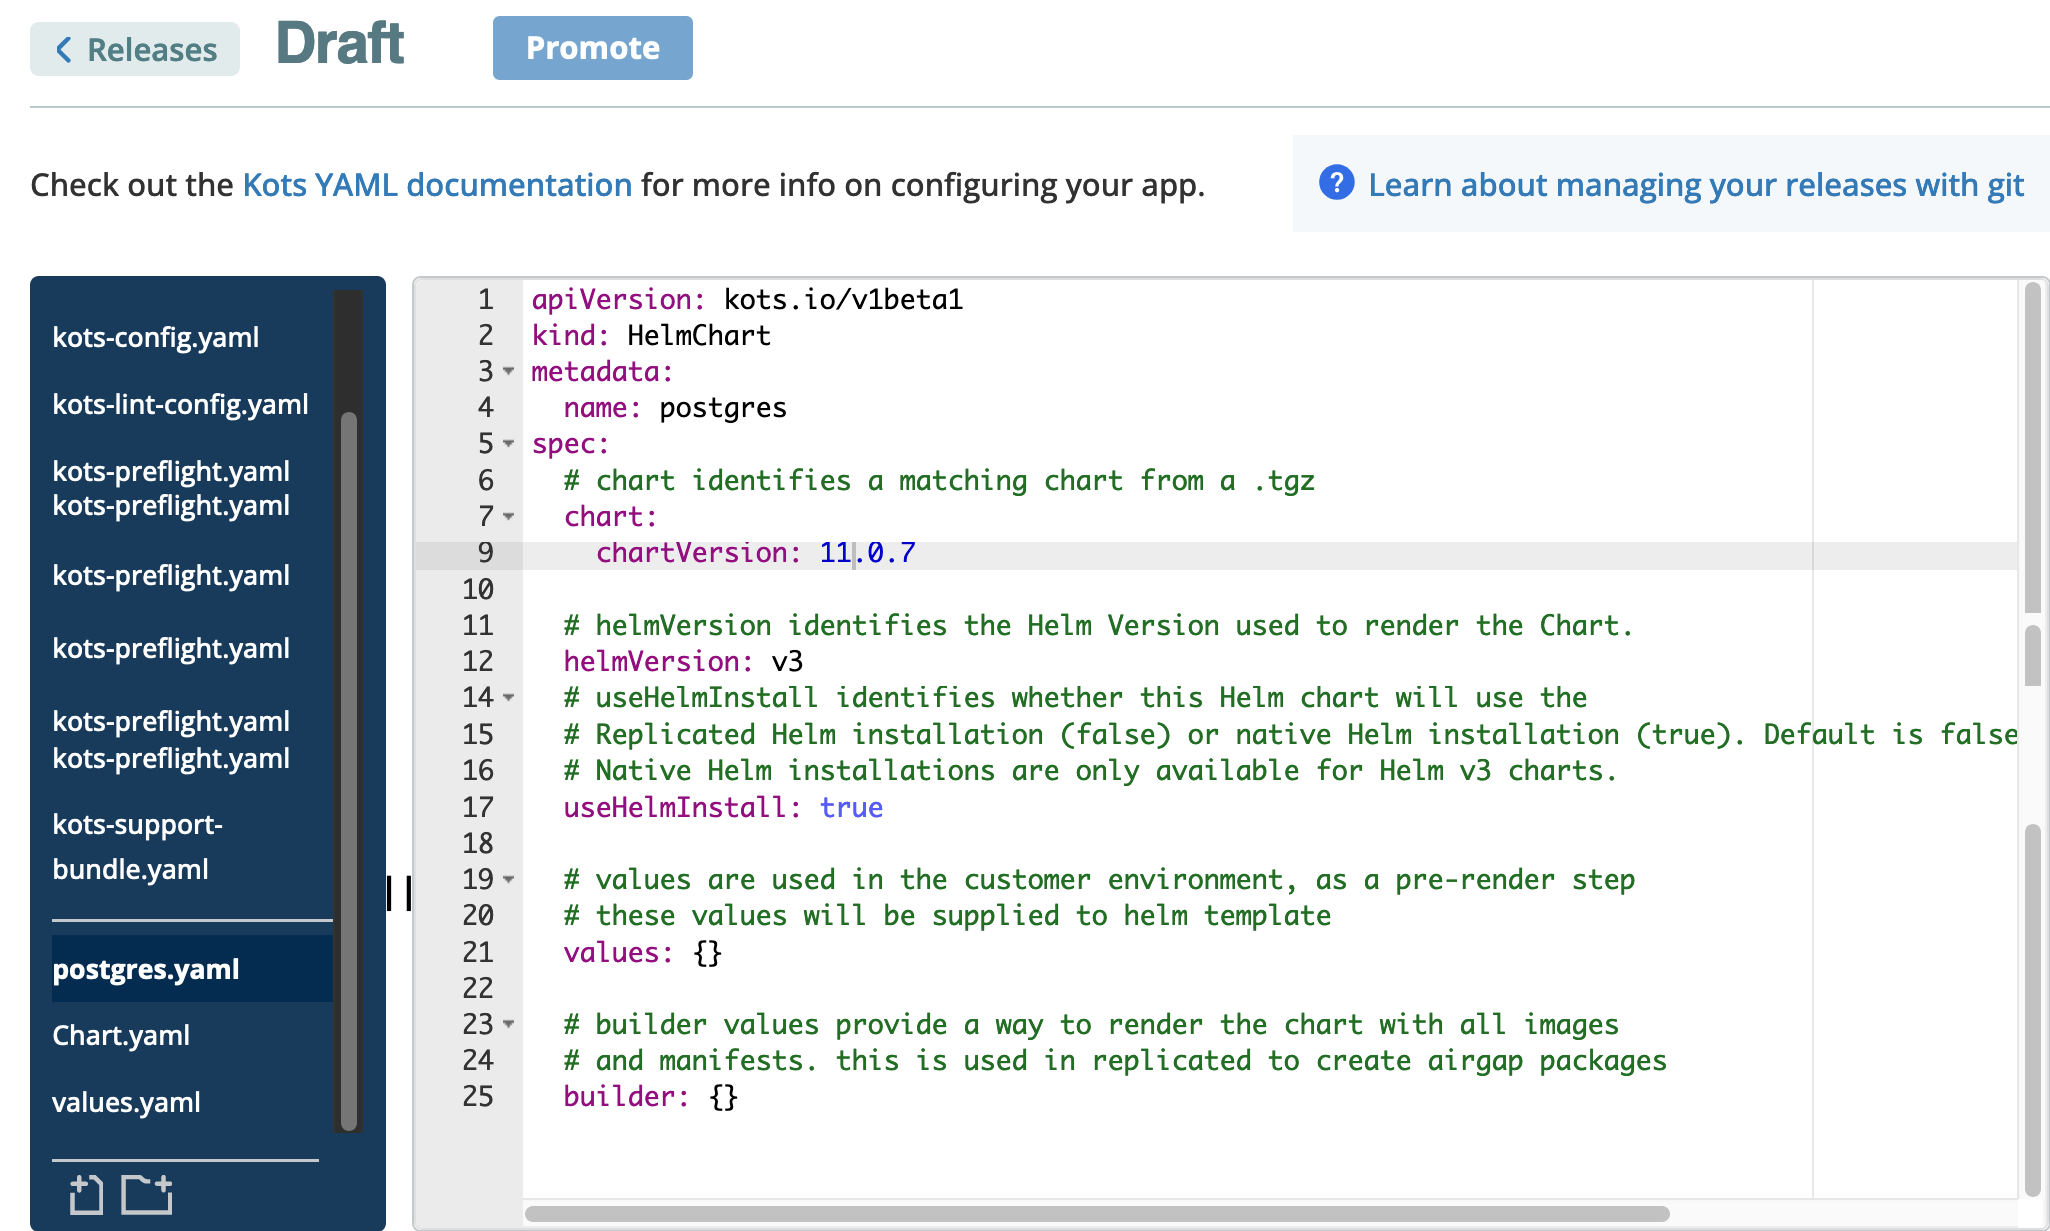 Releases
Draft
Promote
Check out the Kots YAML documentation for more info on configuring your app.
? Learn about managing your releases with git
kots-config.yaml
kots-lint-config.yaml
kots-preflight.yaml
kots-preflight.yaml
kots-preflight.yaml
kots-preflight.yaml
kots-preflight.yaml
kots-preflight.yaml
kots-support-
bundle.yaml
postgres.yaml
Chart.yaml
values.yaml
1 apiVersion: kots.io/v1beta1
2 kind: HelmChart
3 metadata:
4   name: postgres
5 spec:
6   # chart identifies a matching chart from a .tgz
7   chart:
9     chartVersion: 11.0.7
10
11   # helmVersion identifies the Helm Version used to render the Chart.
12   helmVersion: v3
14   # useHelmInstall identifies whether this Helm chart will use the
15   # Replicated Helm installation (false) or native Helm installation (true). Default is false
16   # Native Helm installations are only available for Helm v3 charts.
17   useHelmInstall: true
18
19   # values are used in the customer environment, as a pre-render step
20   # these values will be supplied to helm template
21   values: {}
22
23   # builder values provide a way to render the chart with all images
24   # and manifests. this is used in replicated to create airgap packages
25   builder: {}